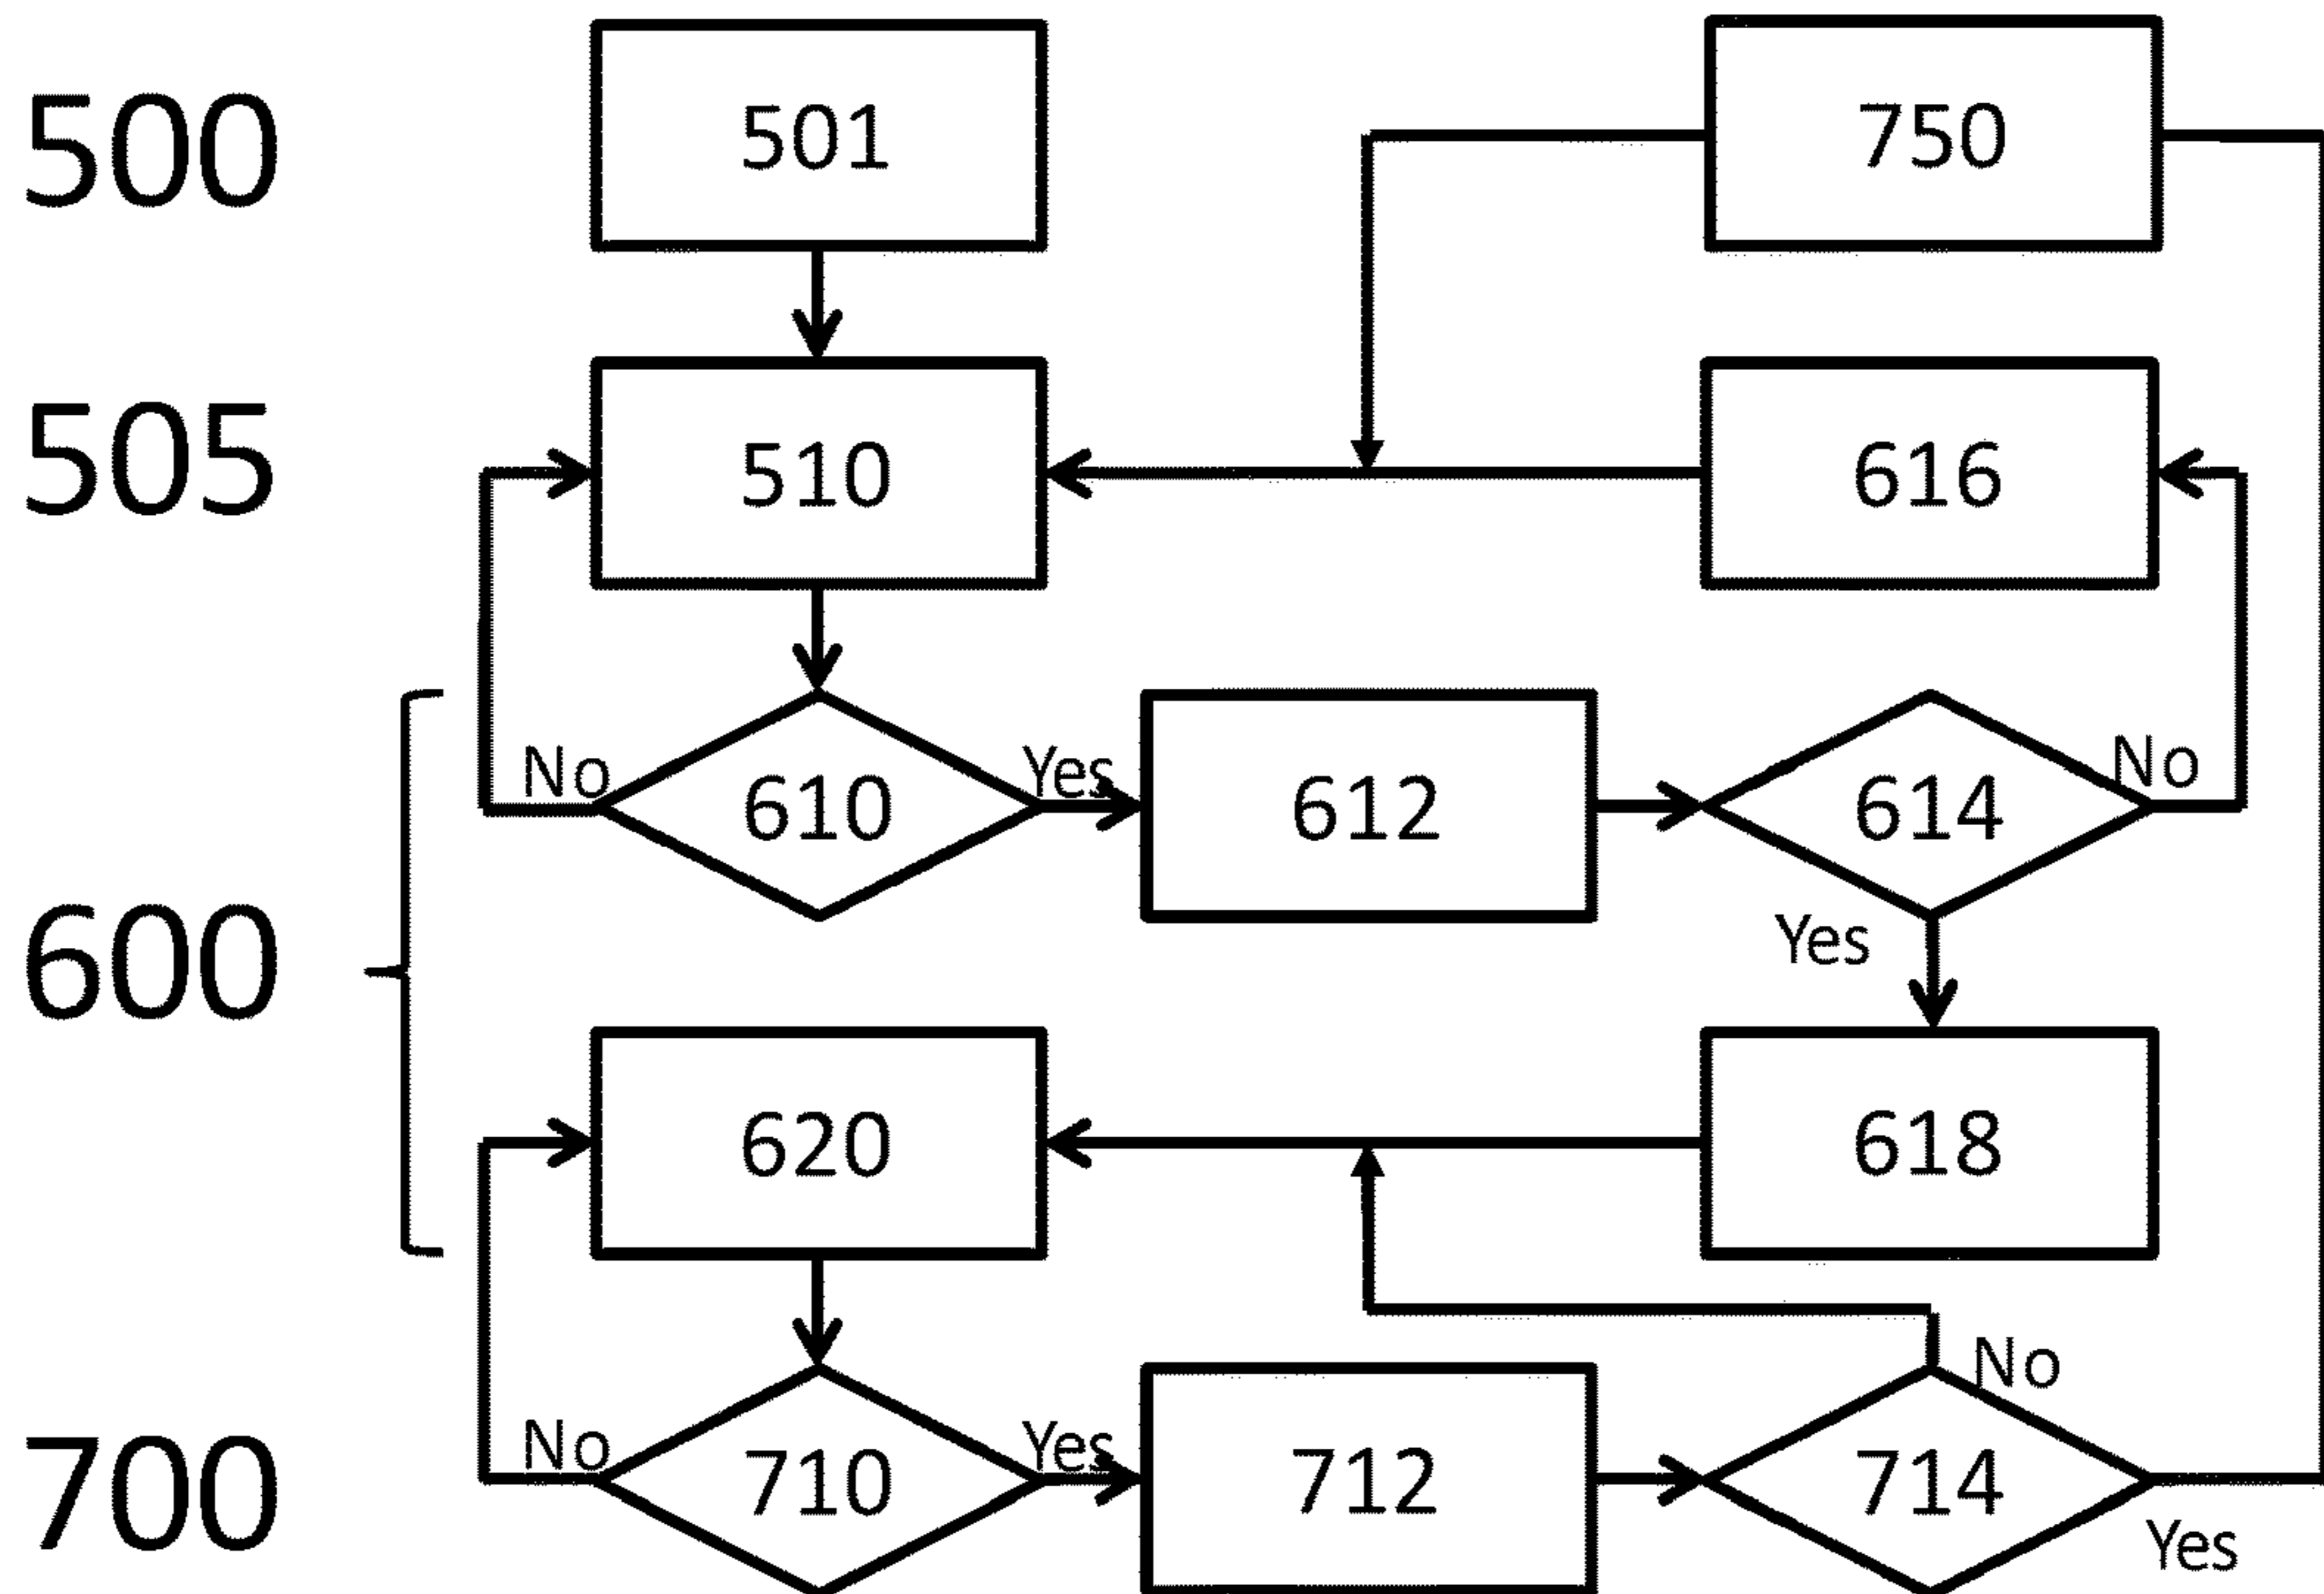 500 501 750
505 510 616
No 610 Yes 612 614 No
Yes
600
620 618
No
700 No 710 Yes 712 714 Yes